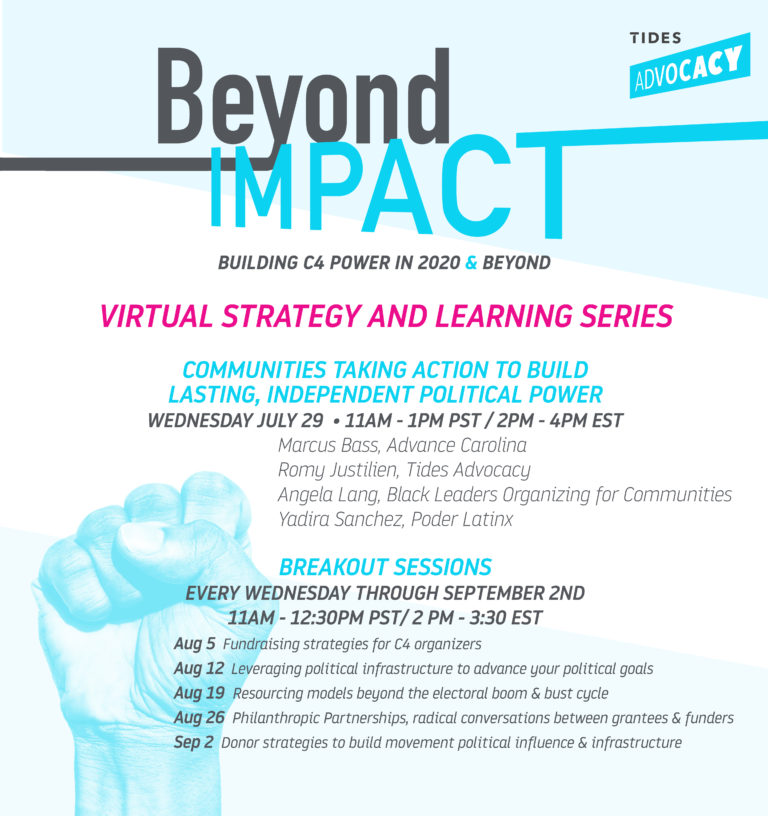 TIDES
ADVOCACY
Beyond
IMPACT
BUILDING C4 POWER IN 2020 & BEYOND
VIRTUAL STRATEGY AND LEARNING SERIES
COMMUNITIES TAKING ACTION TO BUILD
LASTING, INDEPENDENT POLITICAL POWER
WEDNESDAY JULY 29 • 11AM - 1PM PST / 2PM - 4PM EST
Marcus Bass, Advance Carolina
Romy Justilien, Tides Advocacy
Angela Lang, Black Leaders Organizing for Communities
Yadira Sanchez, Poder Latinx
BREAKOUT SESSIONS
EVERY WEDNESDAY THROUGH SEPTEMBER 2ND
11AM - 12:30PM PST/ 2 PM - 3:30 EST
Aug 5 Fundraising strategies for C4 organizers
Aug 12 Leveraging political infrastructure to advance your political goals
Aug 19 Resourcing models beyond the electoral boom & bust cycle
Aug 26 Philanthropic Partnerships, radical conversations between grantees & funders
Sep 2 Donor strategies to build movement political influence & infrastructure